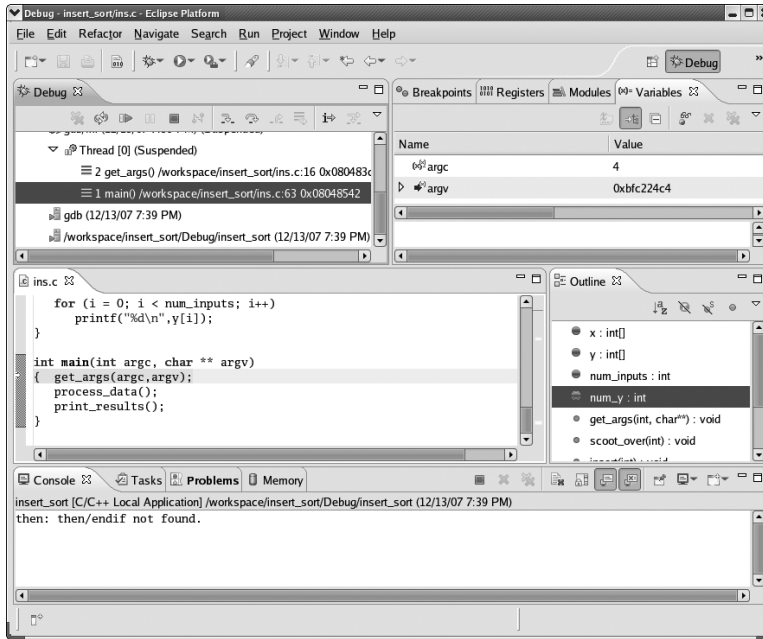 Debug - insert_sort/ins.c - Eclipse Platform
File Edit Refactor Navigate Search Run Project Window Help
Debug
Debug
Thread [0] (Suspended)
2 get_args() /workspace/insert_sort/ins.c:16 0x080483c
1 main() /workspace/insert_sort/ins.c:63 0x08048542
gdb (12/13/07 7:39 PM)
/workspace/insert_sort/Debug/insert_sort (12/13/07 7:39 PM)
Breakpoints Registers Modules (x)= Variables
Name Value
argc 4
argv 0xbfc224c4
ins.c
for (i = 0; i < num_inputs; i++)
printf("%d\n",y[i]);
}
int main(int argc, char ** argv)
{ get_args(argc,argv);
process_data();
print_results();
}
Outline
x : int[]
y : int[]
num_inputs : int
num_y : int
get_args(int, char**) : void
scoot_over(int) : void
Console Tasks Problems Memory
insert_sort [C/C++ Local Application] /workspace/insert_sort/Debug/insert_sort (12/13/07 7:39 PM)
then: then/endif not found.